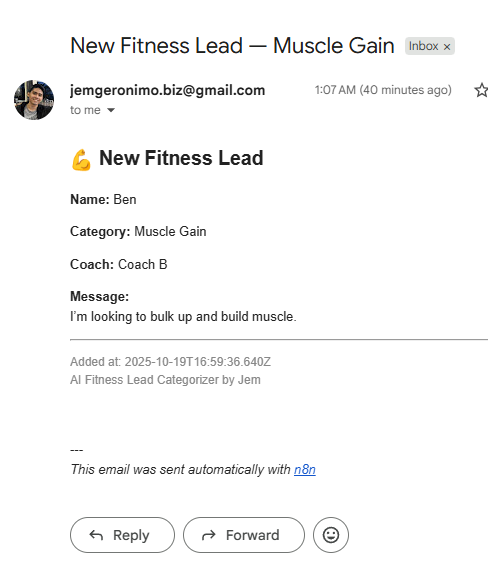 New Fitness Lead — Muscle Gain Inbox ×
jemgeronimo.biz@gmail.com 1:07 AM (40 minutes ago)
to me
💪 New Fitness Lead
Name: Ben
Category: Muscle Gain
Coach: Coach B
Message:
I'm looking to bulk up and build muscle.
Added at: 2025-10-19T16:59:36.640Z
AI Fitness Lead Categorizer by Jem
---
This email was sent automatically with n8n
Reply Forward